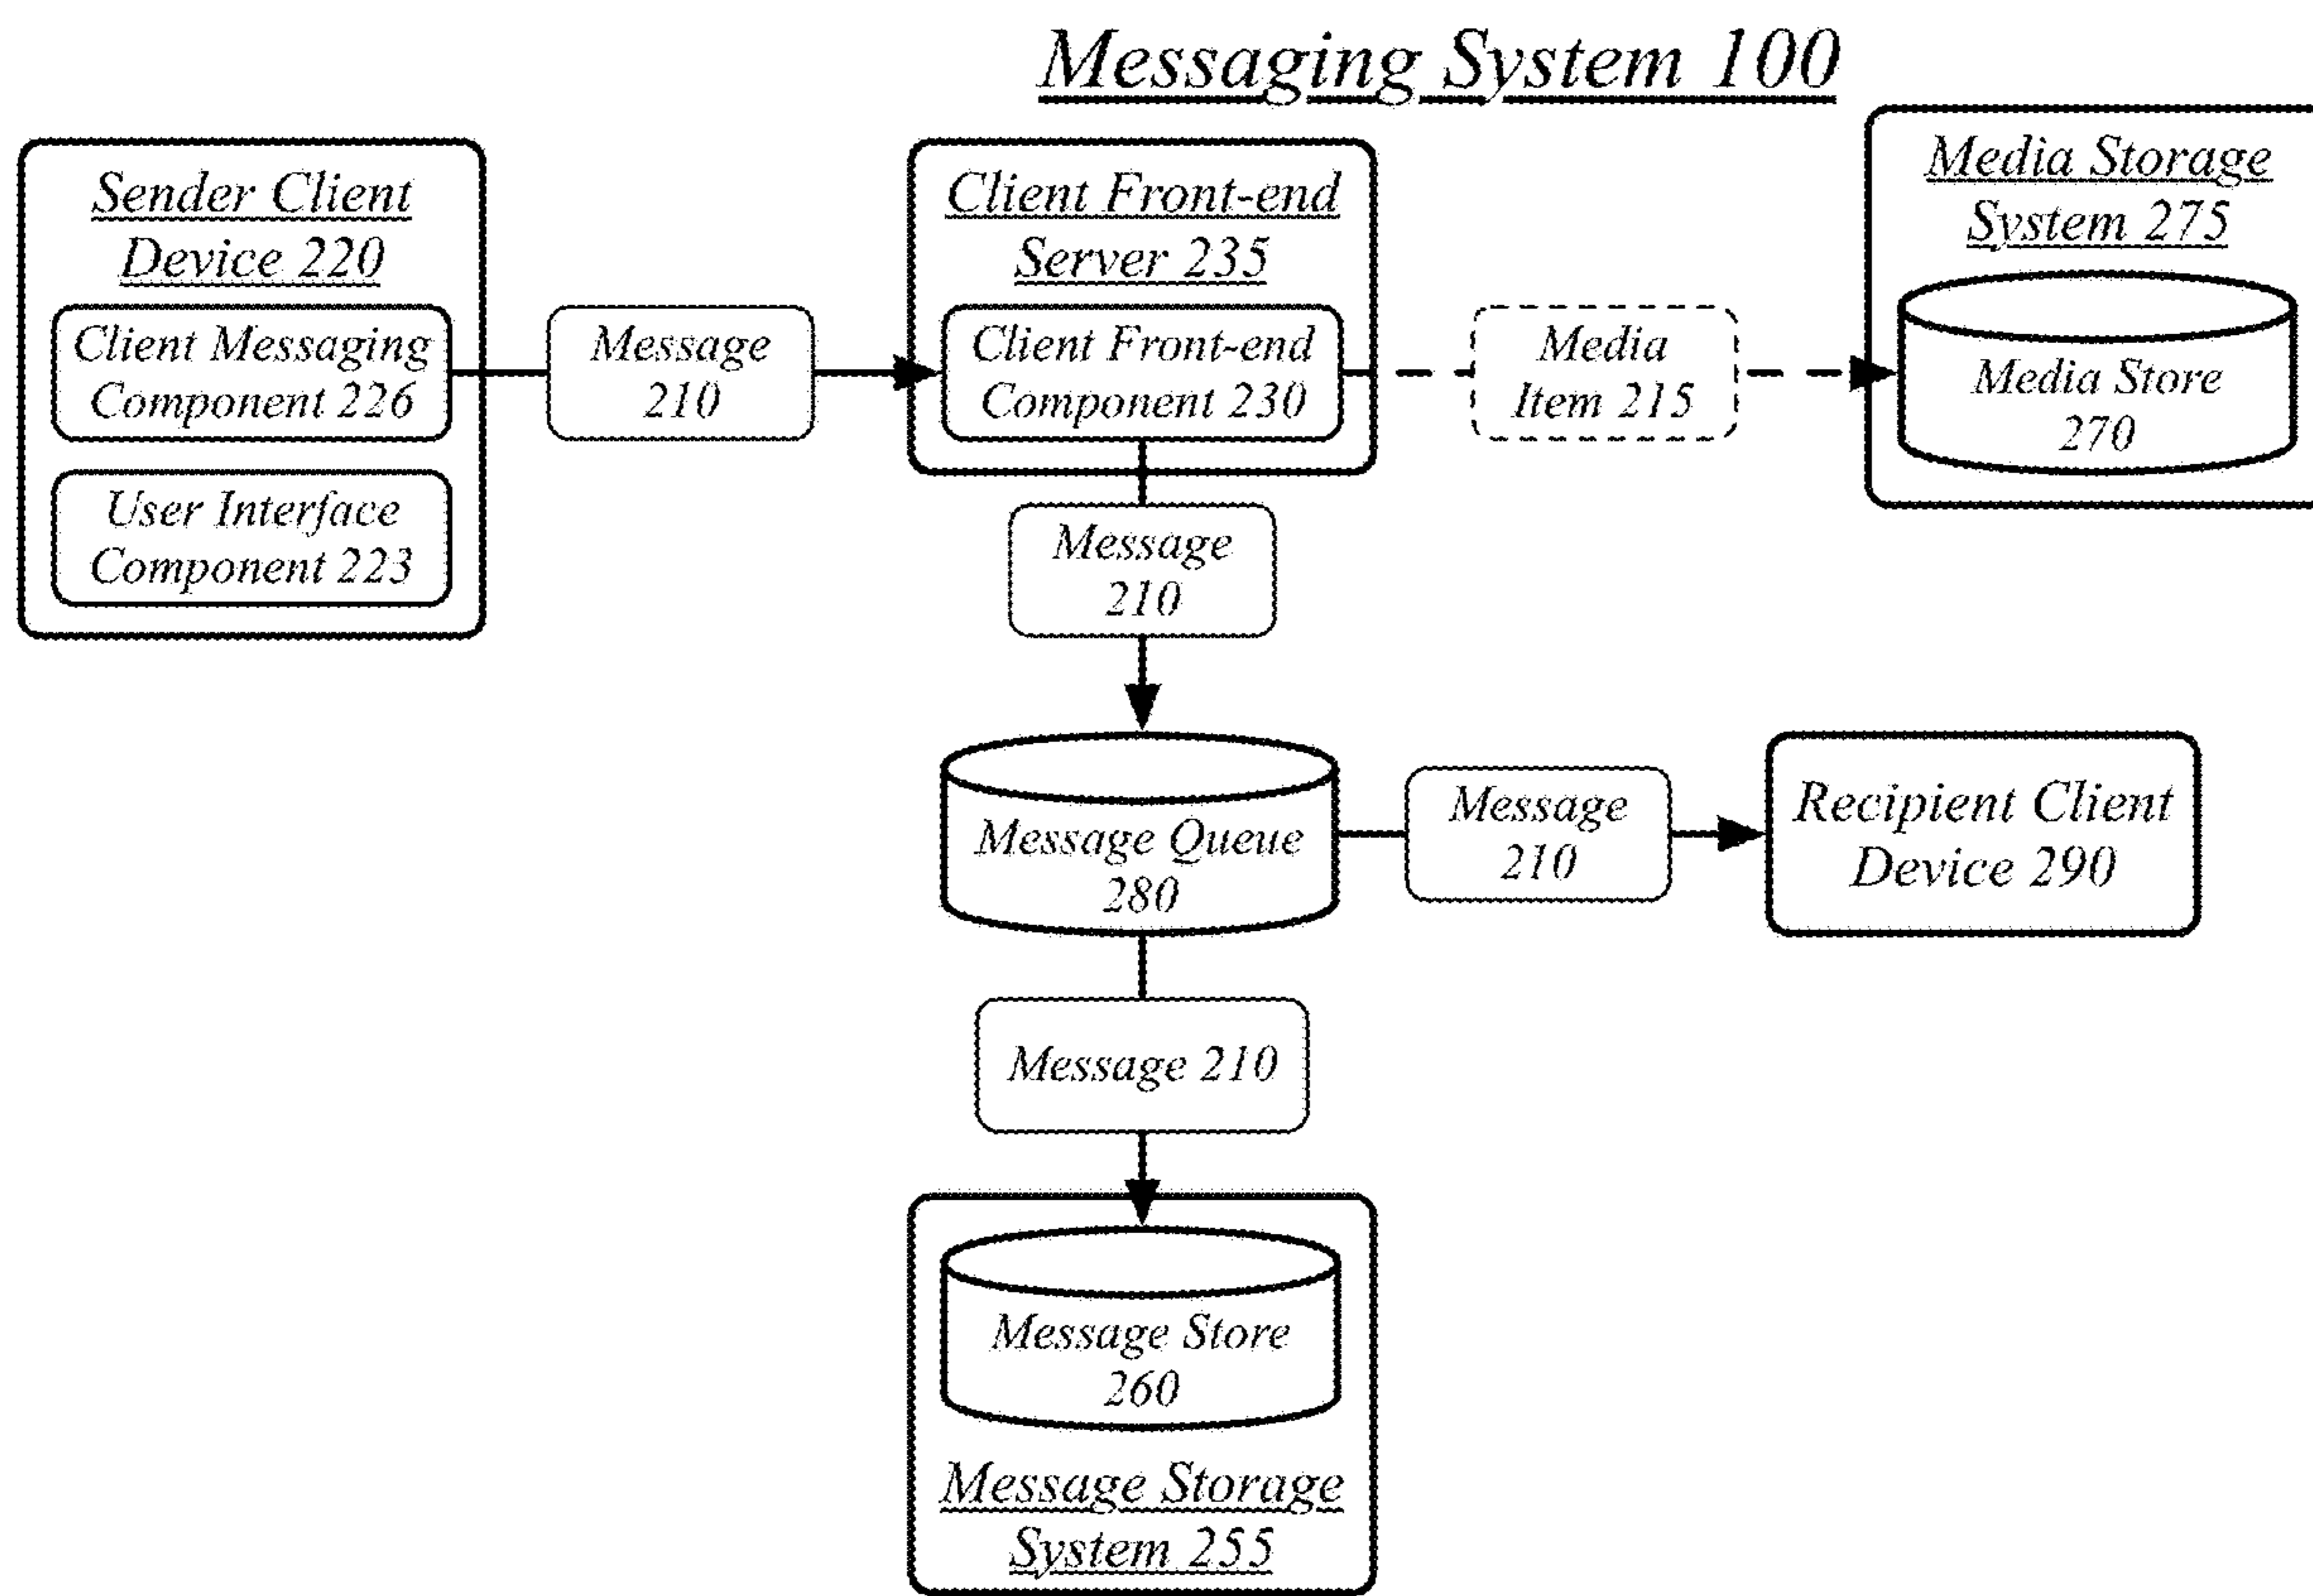 Messaging System 100
Sender Client
Device 220
Client Messaging
Component 226
User Interface
Component 223
Message
210
Client Front-end
Server 235
Client Front-end
Component 230
Media
Item 215
Media Storage
System 275
Media Store
270
Message
210
Message Queue
280
Message
210
Recipient Client
Device 290
Message 210
Message Store
260
Message Storage
System 255